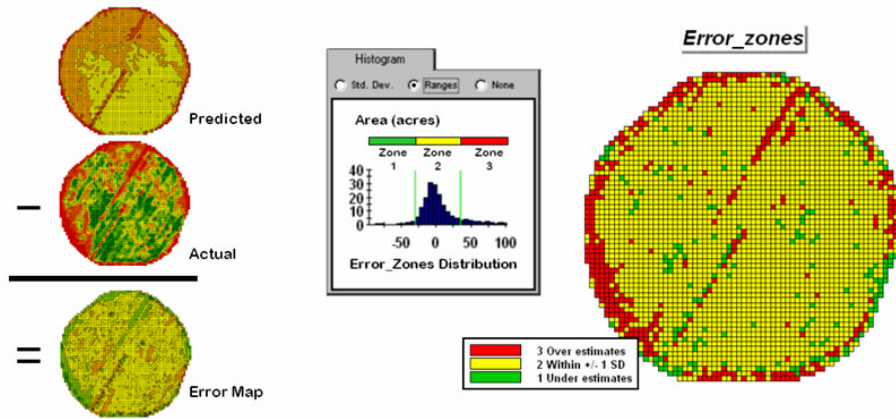 Predicted
Actual
Error Map
Histogram
Std. Dev.
Ranges
None
Area (acres)
Zone 1
Zone 2
Zone 3
40
30
20
10
0
-50
0
50
100
Error_Zones Distribution
Error_zones
3 Over estimates
2 Within +/- 1 SD
1 Under estimates